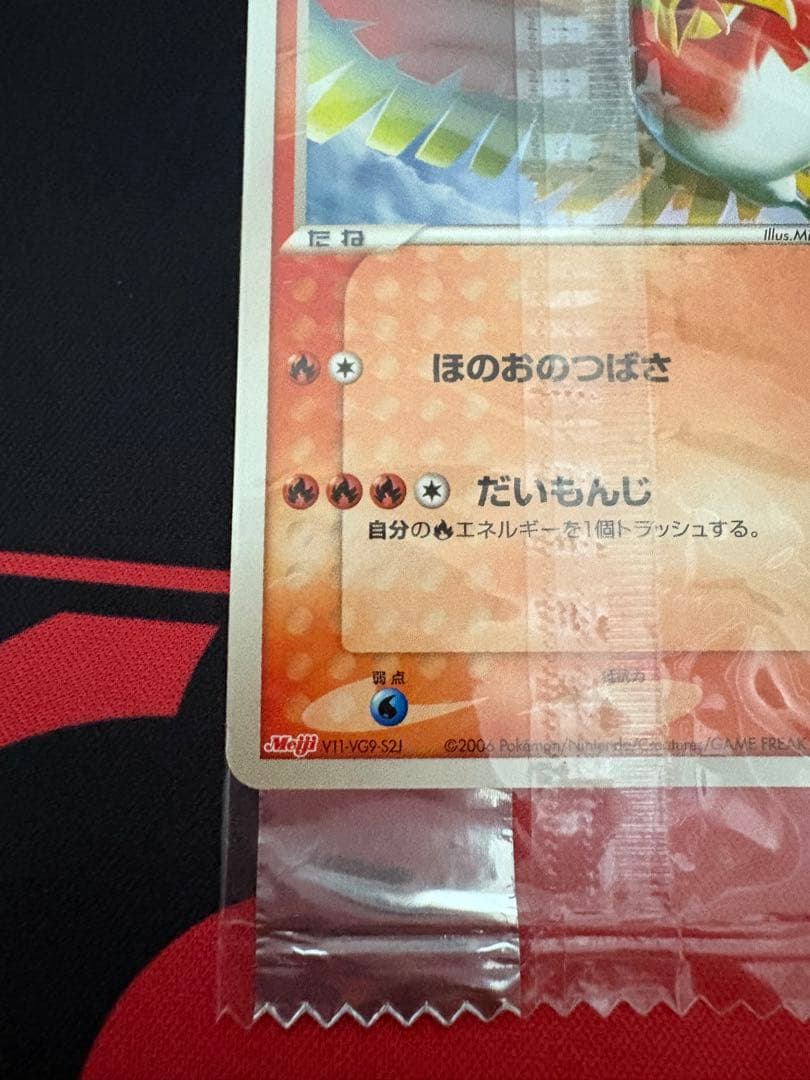 たね
Illus.Mi
ほのおのつばさ
だいもんじ
自分の エネルギーを1個トラッシュする。
弱点
抵抗力
Meiji V11-VG9-S2J ©2006 Pokémon/Nintendo/Creatures/GAME FREAK